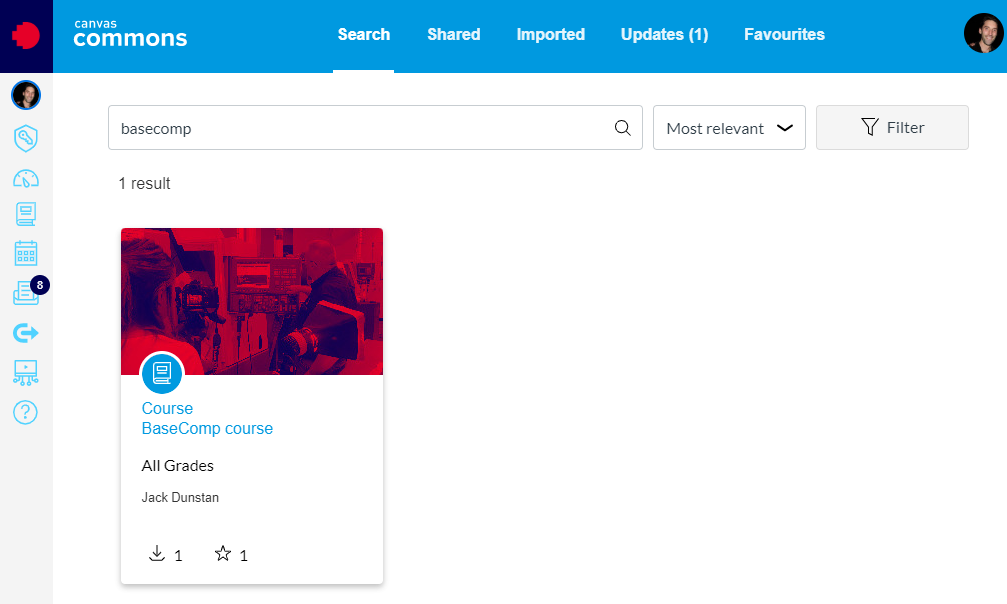 canvas
commons
Search
Shared
Imported
Updates (1)
Favourites
basecomp
Most relevant
Filter
1 result
8
Course
BaseComp course
All Grades
Jack Dunstan
1
1